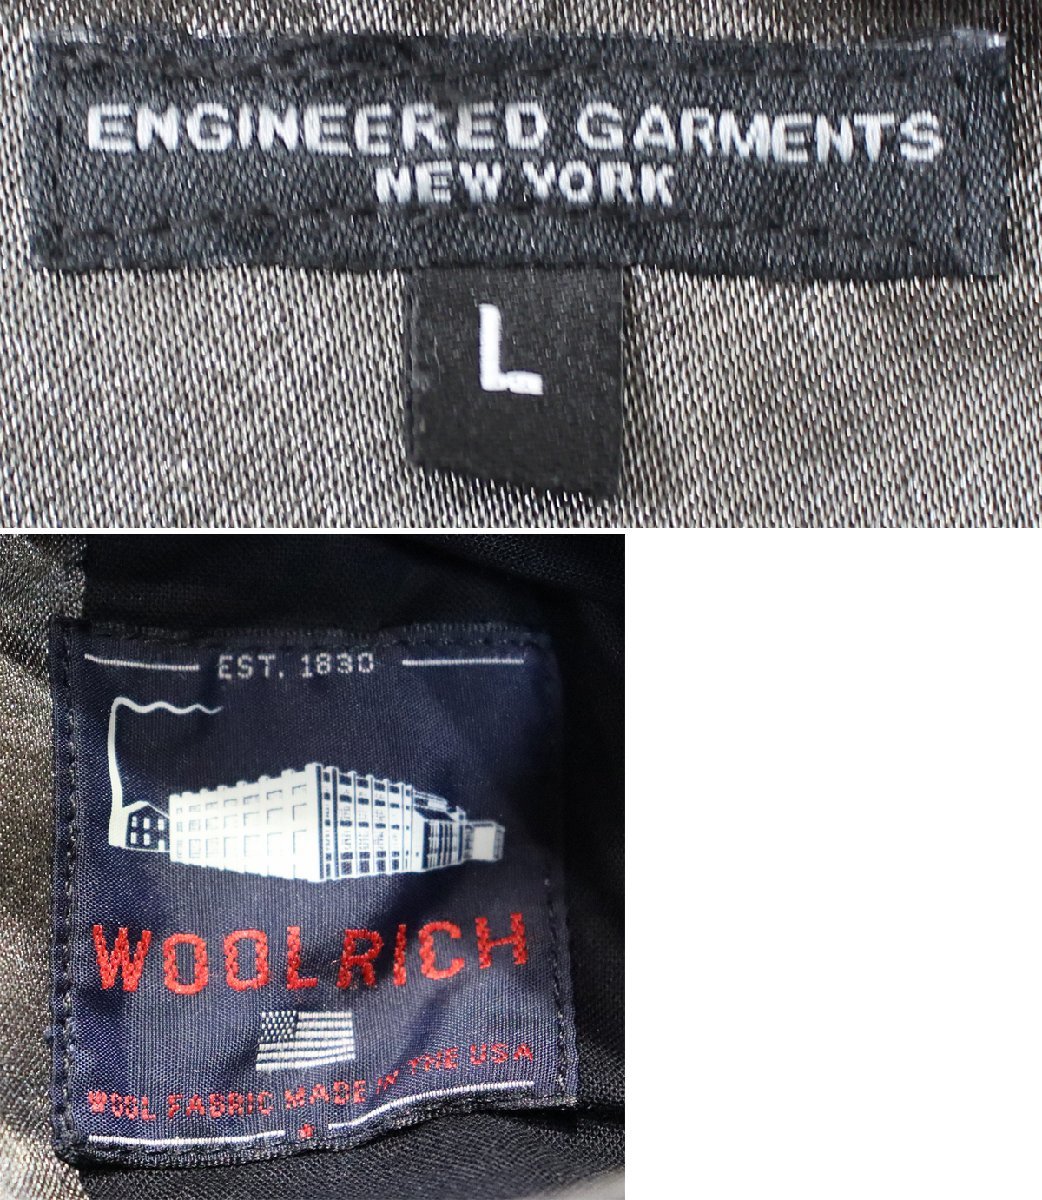 ENGINEERED GARMENTS
NEW YORK
L
EST. 1830
WOOLRICH
WOOL FABRIC MADE IN THE USA